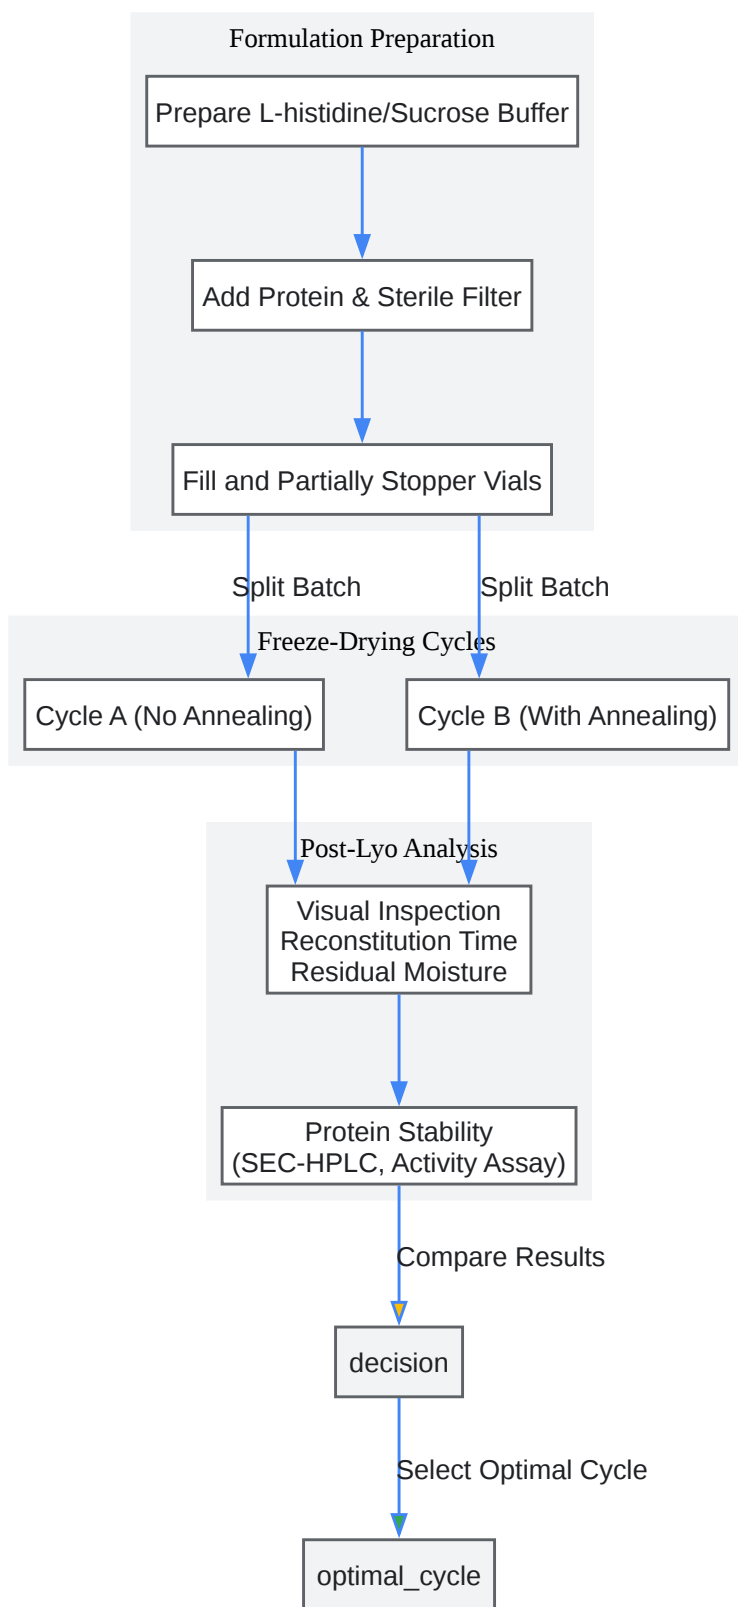 Formulation Preparation
Prepare L-histidine/Sucrose Buffer
Add Protein & Sterile Filter
Fill and Partially Stopper Vials
Split Batch
Split Batch
Freeze-Drying Cycles
Cycle A (No Annealing)
Cycle B (With Annealing)
Post-Lyo Analysis
Visual Inspection
Reconstitution Time
Residual Moisture
Protein Stability
(SEC-HPLC, Activity Assay)
Compare Results
decision
Select Optimal Cycle
optimal_cycle